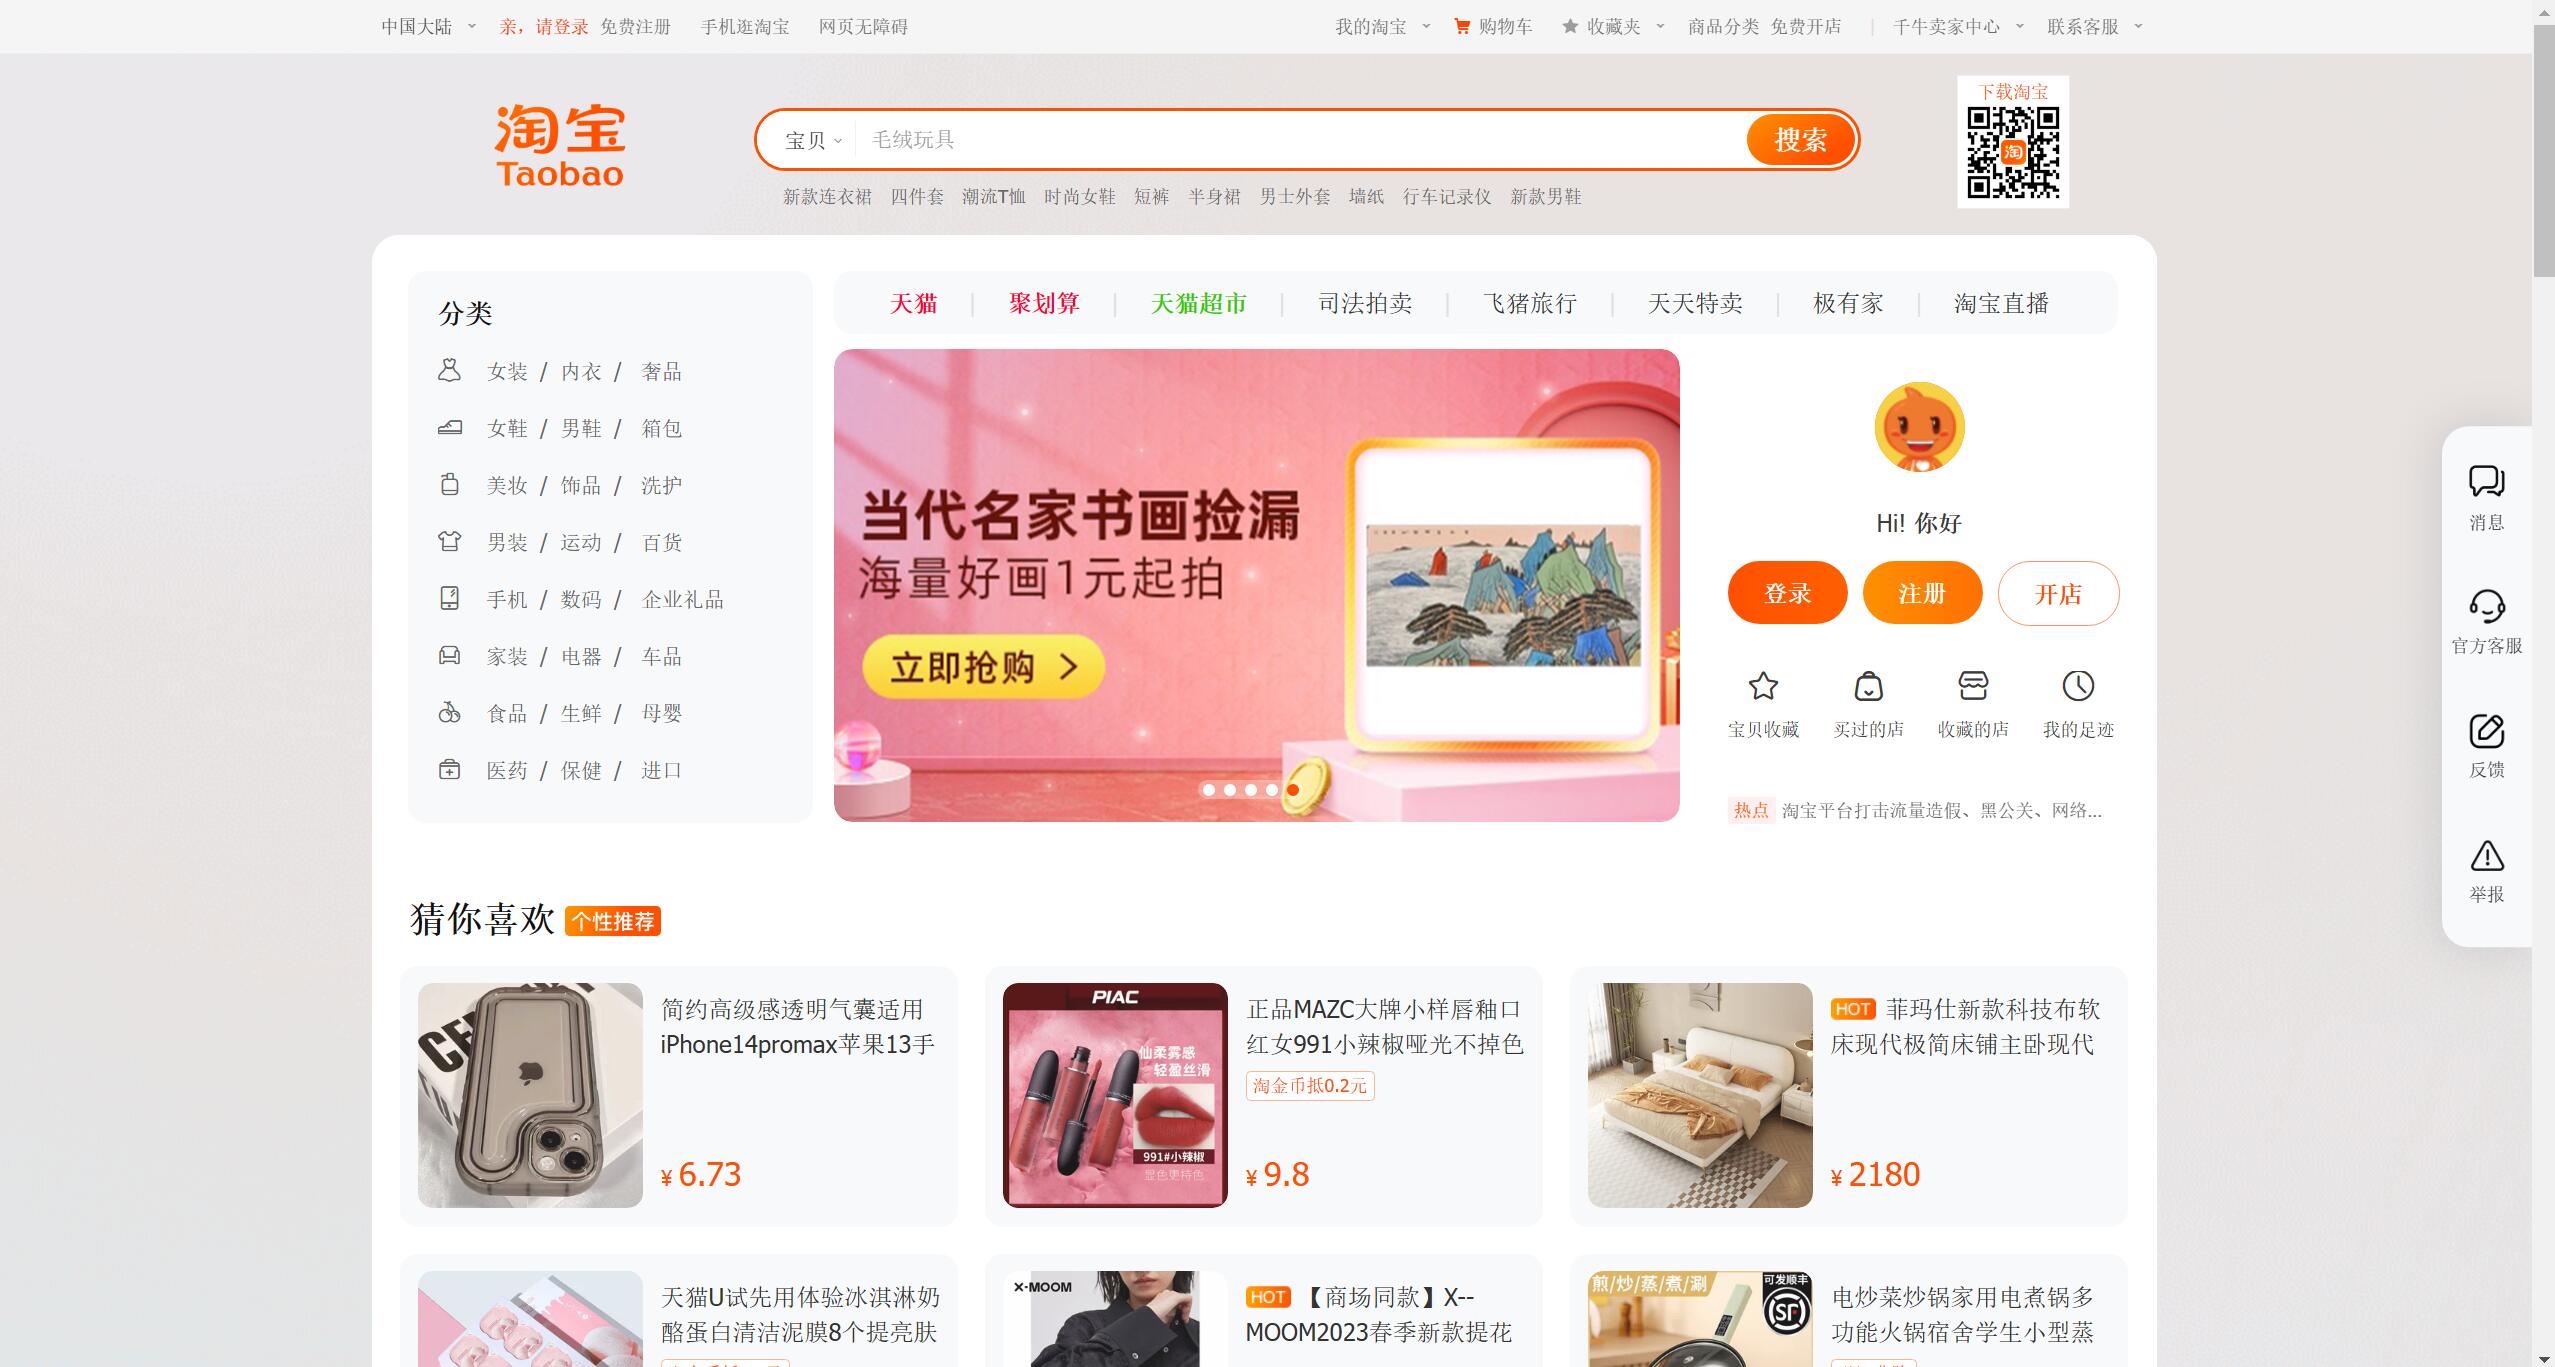 中国大陆 亲，请登录 免费注册 手机逛淘宝 网页无障碍 我的淘宝 购物车 收藏夹 商品分类 免费开店 千牛卖家中心 联系客服
淘宝
Taobao
宝贝 毛绒玩具 搜索
新款连衣裙 四件套 潮流T恤 时尚女鞋 短裤 半身裙 男士外套 墙纸 行车记录仪 新款男鞋
下载淘宝
淘
分类
女装 / 内衣 / 奢品
女鞋 / 男鞋 / 箱包
美妆 / 饰品 / 洗护
男装 / 运动 / 百货
手机 / 数码 / 企业礼品
家装 / 电器 / 车品
食品 / 生鲜 / 母婴
医药 / 保健 / 进口
天猫 | 聚划算 | 天猫超市 | 司法拍卖 | 飞猪旅行 | 天天特卖 | 极有家 | 淘宝直播
当代名家书画捡漏
海量好画1元起拍
立即抢购 >
Hi! 你好
登录 注册 开店
宝贝收藏 买过的店 收藏的店 我的足迹
热点 淘宝平台打击流量造假、黑公关、网络...
消息
官方客服
反馈
举报
猜你喜欢 个性推荐
简约高级感透明气囊适用
iPhone14promax苹果13手
¥ 6.73
PIAC
仙柔雾感
轻盈丝滑
991#小辣椒
显色更持色
正品MAZC大牌小样唇釉口
红女991小辣椒哑光不掉色
淘金币抵0.2元
¥ 9.8
HOT 菲玛仕新款科技布软
床现代极简床铺主卧现代
¥ 2180
天猫U试先用体验冰淇淋奶
酪蛋白清洁泥膜8个提亮肤
X-MOOM
HOT 【商场同款】X--
MOOM2023春季新款提花
煎/炒/蒸/煮/涮
可发顺丰
SF
电炒菜炒锅家用电煮锅多
功能火锅宿舍学生小型蒸